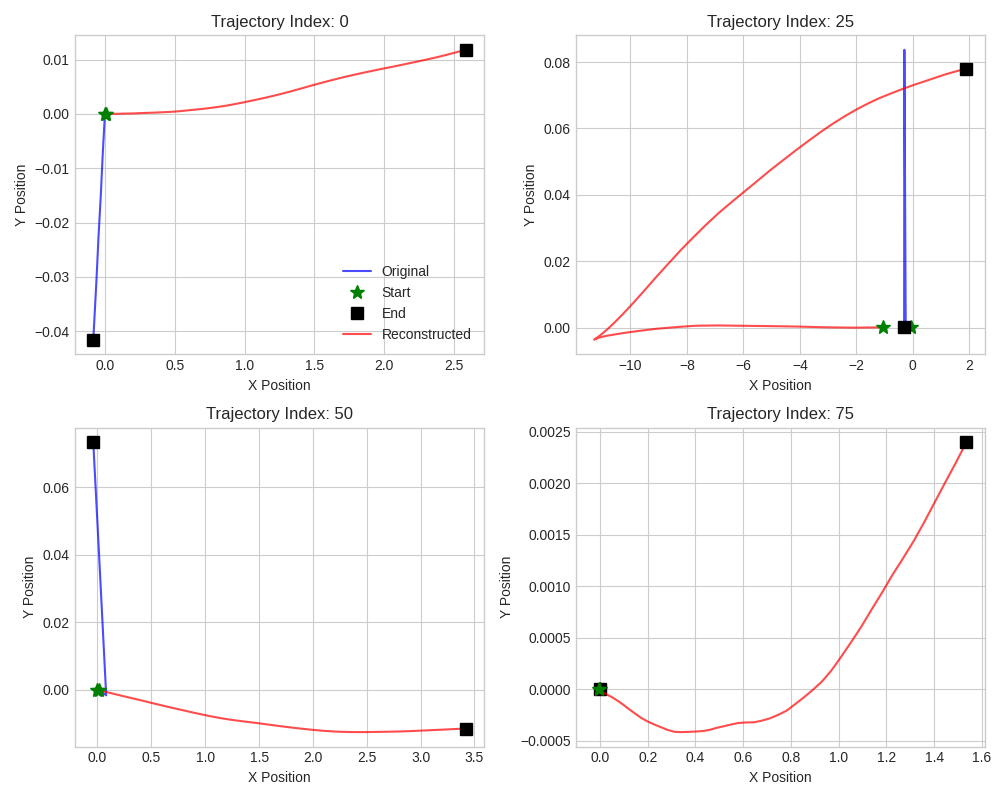 Trajectory Index: 0
Y Position
0.01
0.00
−0.01
−0.02
−0.03
−0.04
Original
Start
End
Reconstructed
0.0 0.5 1.0 1.5 2.0 2.5
X Position
Trajectory Index: 25
Y Position
0.08
0.06
0.04
0.02
0.00
−10 −8 −6 −4 −2 0 2
X Position
Trajectory Index: 50
Y Position
0.06
0.04
0.02
0.00
0.0 0.5 1.0 1.5 2.0 2.5 3.0 3.5
X Position
Trajectory Index: 75
Y Position
0.0025
0.0020
0.0015
0.0010
0.0005
0.0000
−0.0005
0.0 0.2 0.4 0.6 0.8 1.0 1.2 1.4 1.6
X Position